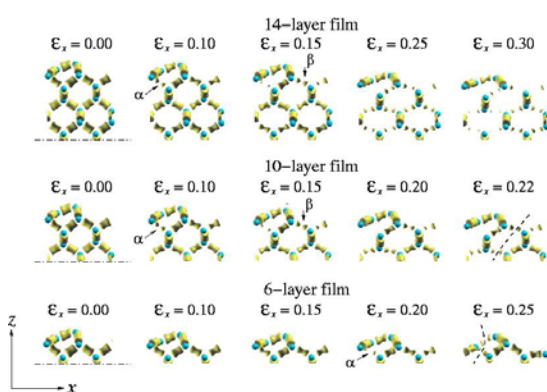 14-layer film
εx = 0.00 εx = 0.10 εx = 0.15 εx = 0.25 εx = 0.30
β
α
10-layer film
εx = 0.00 εx = 0.10 εx = 0.15 εx = 0.20 εx = 0.22
β
α
6-layer film
εx = 0.00 εx = 0.10 εx = 0.15 εx = 0.20 εx = 0.25
z
α
x